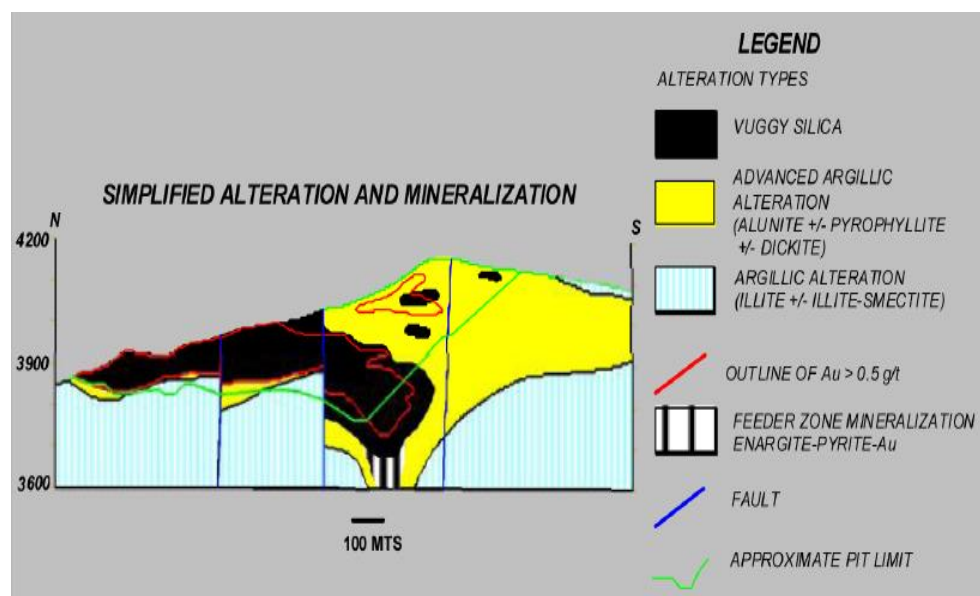 SIMPLIFIED ALTERATION AND MINERALIZATION
N
S
4200
3900
3600
100 MTS
LEGEND
ALTERATION TYPES
VUGGY SILICA
ADVANCED ARGILLIC
ALTERATION
(ALUNITE +/- PYROPHYLLITE
+/- DICKITE)
ARGILLIC ALTERATION
(ILLITE +/- ILLITE-SMECTITE)
OUTLINE OF Au > 0.5 g/t
FEEDER ZONE MINERALIZATION
ENARGITE-PYRITE-Au
FAULT
APPROXIMATE PIT LIMIT